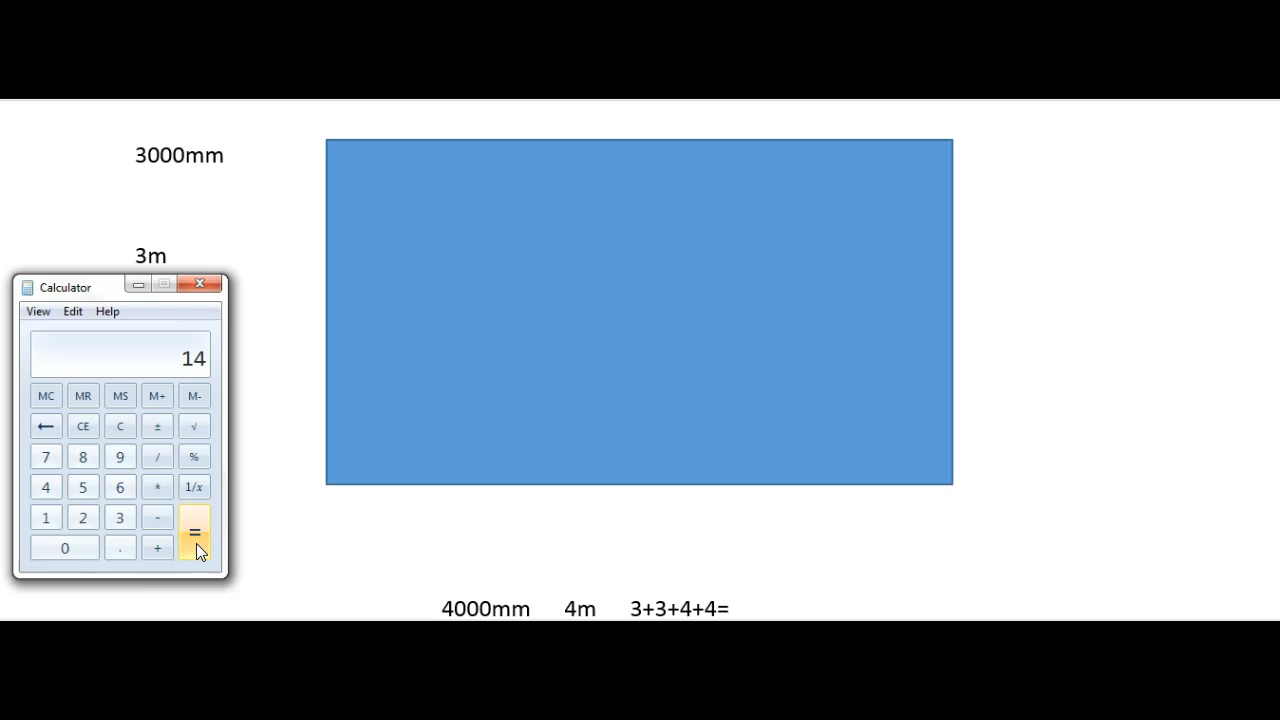 3000mm
3m
Calculator
View Edit Help
14
MC MR MS M+ M-
← CE C ± √
7 8 9 / %
4 5 6 * 1/x
1 2 3 - =
0 . +
4000mm 4m 3+3+4+4=